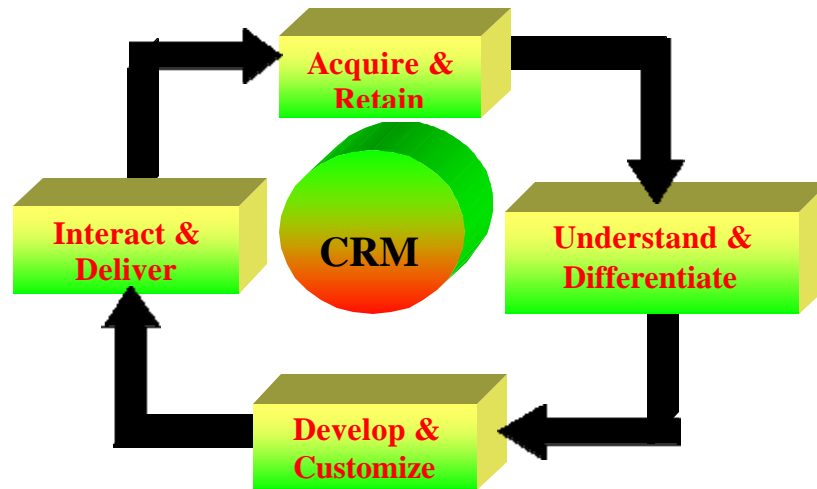 Acquire &
Retain
Interact &
Deliver
CRM
Understand &
Differentiate
Develop &
Customize